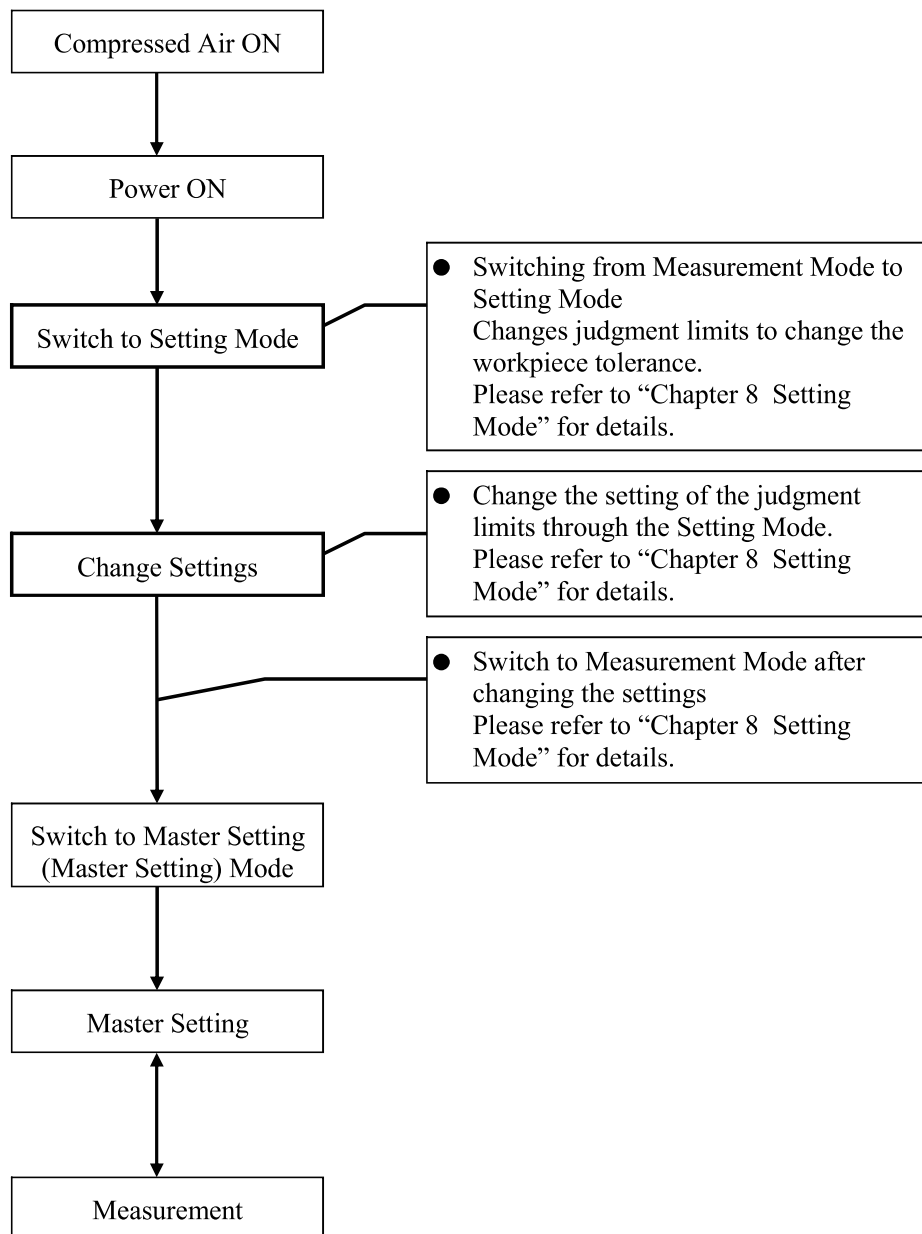 Compressed Air ON
Power ON
Switch to Setting Mode
● Switching from Measurement Mode to
Setting Mode
Changes judgment limits to change the
workpiece tolerance.
Please refer to “Chapter 8  Setting
Mode” for details.
Change Settings
● Change the setting of the judgment
limits through the Setting Mode.
Please refer to “Chapter 8  Setting
Mode” for details.
● Switch to Measurement Mode after
changing the settings
Please refer to “Chapter 8  Setting
Mode” for details.
Switch to Master Setting
(Master Setting) Mode
Master Setting
Measurement